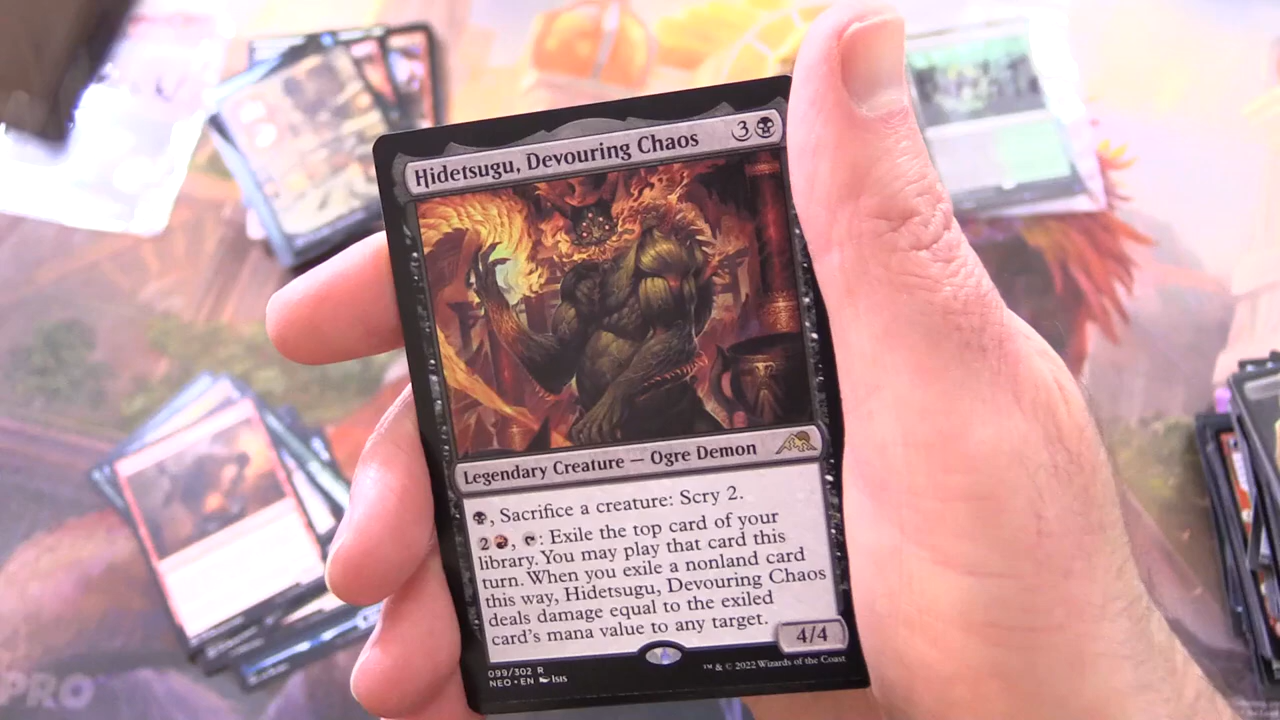 Hidetsugu, Devouring Chaos 3
Legendary Creature — Ogre Demon
, Sacrifice a creature: Scry 2.
2 , : Exile the top card of your
library. You may play that card this
turn. When you exile a nonland card
this way, Hidetsugu, Devouring Chaos
deals damage equal to the exiled
card's mana value to any target.
4/4
099/302 R
NEO • EN Isis
™ & © 2022 Wizards of the Coast
PRO